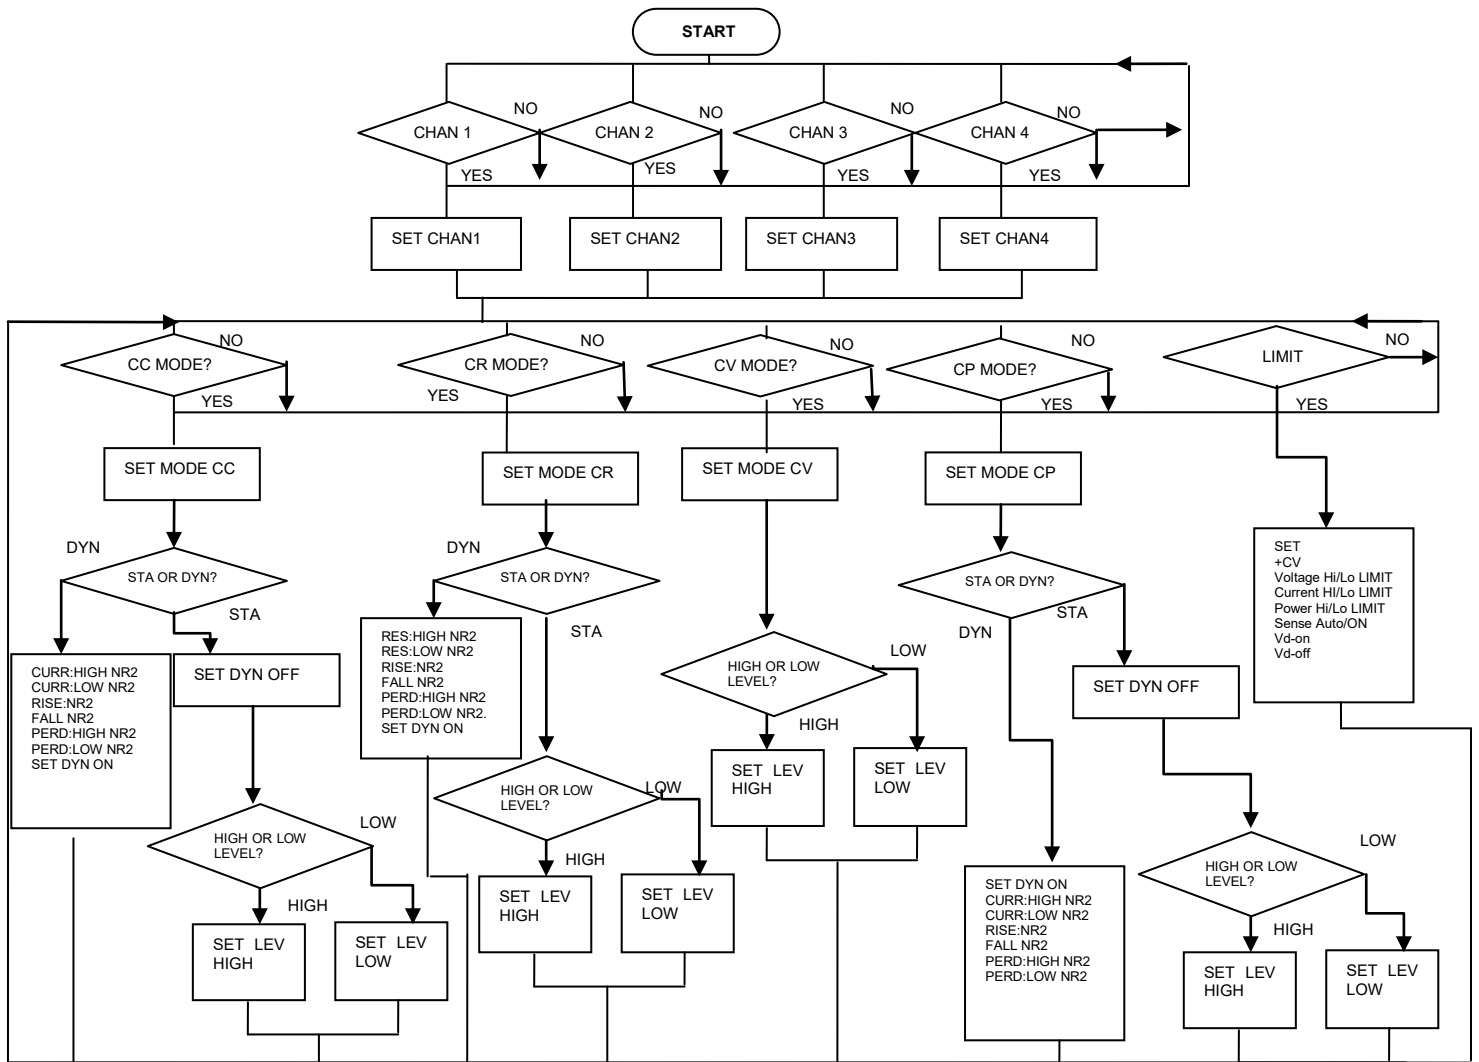 START
NO
NO
NO
NO
CHAN 1
CHAN 2
CHAN 3
CHAN 4
YES
YES
YES
YES
SET CHAN1
SET CHAN2
SET CHAN3
SET CHAN4
NO
NO
NO
NO
NO
CC MODE?
CR MODE?
CV MODE?
CP MODE?
LIMIT
YES
YES
YES
YES
YES
SET MODE CC
SET MODE CR
SET MODE CV
SET MODE CP
DYN
STA OR DYN?
STA
DYN
STA OR DYN?
STA
STA OR DYN?
STA
DYN
SET
+CV
Voltage Hi/Lo LIMIT
Current HI/Lo LIMIT
Power Hi/Lo LIMIT
Sense Auto/ON
Vd-on
Vd-off
CURR:HIGH NR2
CURR:LOW NR2
RISE:NR2
FALL NR2
PERD:HIGH NR2
PERD:LOW NR2
SET DYN ON
SET DYN OFF
RES:HIGH NR2
RES:LOW NR2
RISE:NR2
FALL NR2
PERD:HIGH NR2
PERD:LOW NR2.
SET DYN ON
HIGH OR LOW
LEVEL?
LOW
HIGH
SET LEV
HIGH
SET LEV
LOW
SET DYN OFF
HIGH OR LOW
LEVEL?
LOW
HIGH
SET LEV
HIGH
SET LEV
LOW
HIGH OR LOW
LEVEL?
LOW
HIGH
SET LEV
HIGH
SET LEV
LOW
SET DYN ON
CURR:HIGH NR2
CURR:LOW NR2
RISE:NR2
FALL NR2
PERD:HIGH NR2
PERD:LOW NR2
HIGH OR LOW
LEVEL?
LOW
HIGH
SET LEV
HIGH
SET LEV
LOW